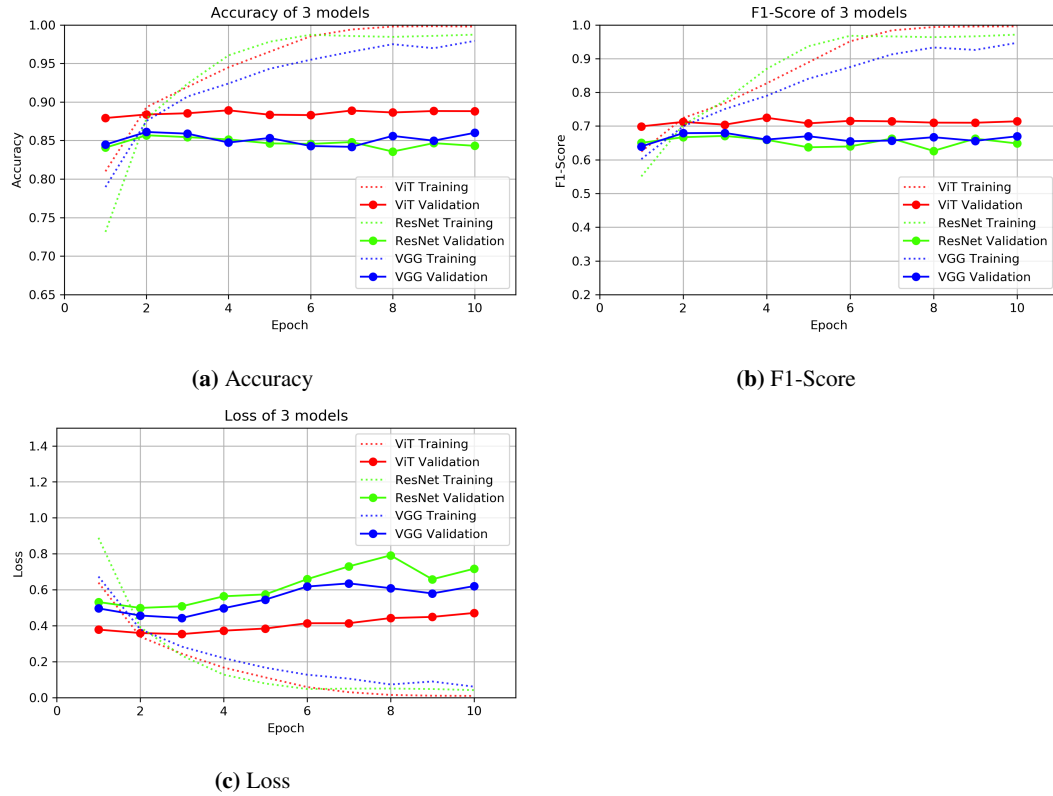 Accuracy of 3 models
1.00
0.95
0.90
0.85
0.80
0.75
0.70
0.65
Accuracy
0 2 4 6 8 10
Epoch
ViT Training
ViT Validation
ResNet Training
ResNet Validation
VGG Training
VGG Validation
(a) Accuracy
F1-Score of 3 models
1.0
0.9
0.8
0.7
0.6
0.5
0.4
0.3
0.2
F1-Score
0 2 4 6 8 10
Epoch
ViT Training
ViT Validation
ResNet Training
ResNet Validation
VGG Training
VGG Validation
(b) F1-Score
Loss of 3 models
1.4
1.2
1.0
0.8
0.6
0.4
0.2
0.0
Loss
0 2 4 6 8 10
Epoch
ViT Training
ViT Validation
ResNet Training
ResNet Validation
VGG Training
VGG Validation
(c) Loss